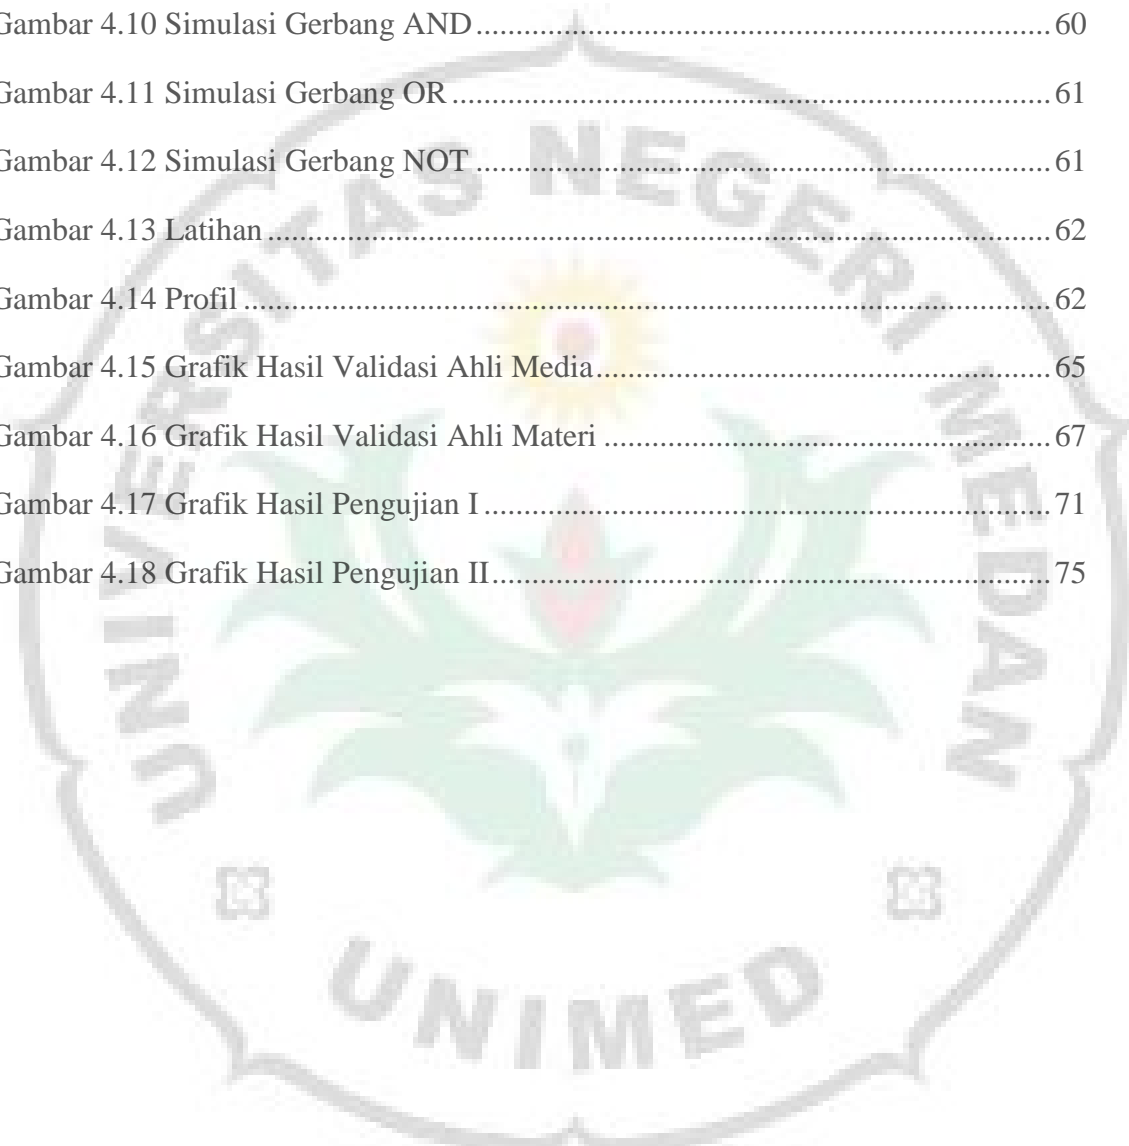 Gambar 4.10 Simulasi Gerbang AND ........................................................................ 60
Gambar 4.11 Simulasi Gerbang OR ........................................................................... 61
Gambar 4.12 Simulasi Gerbang NOT ........................................................................ 61
Gambar 4.13 Latihan .................................................................................................. 62
Gambar 4.14 Profil ..................................................................................................... 62
Gambar 4.15 Grafik Hasil Validasi Ahli Media ......................................................... 65
Gambar 4.16 Grafik Hasil Validasi Ahli Materi ........................................................ 67
Gambar 4.17 Grafik Hasil Pengujian I ....................................................................... 71
Gambar 4.18 Grafik Hasil Pengujian II ...................................................................... 75
UNIVERSITAS NEGERI MEDAN
UNIMED